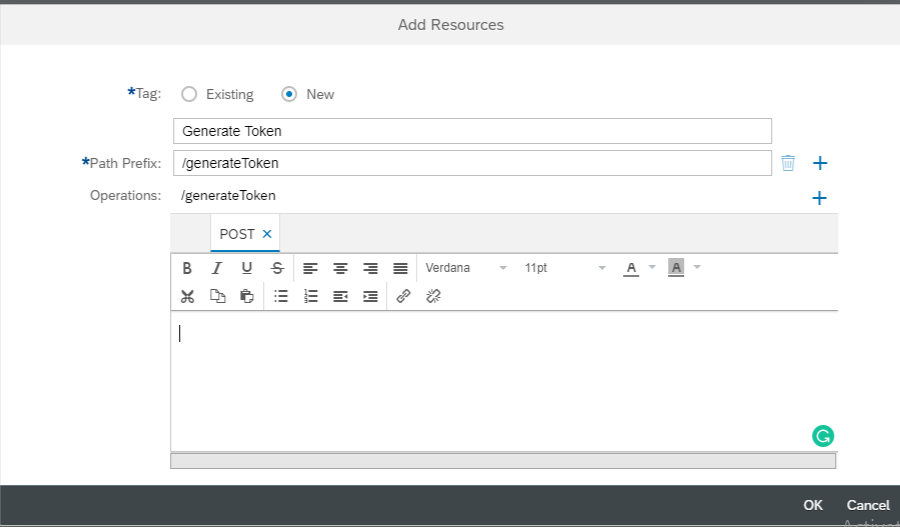 Add Resources
*Tag: Existing New
Generate Token
*Path Prefix: /generateToken
Operations: /generateToken
POST
B I U S Verdana 11pt A A
OK Cancel